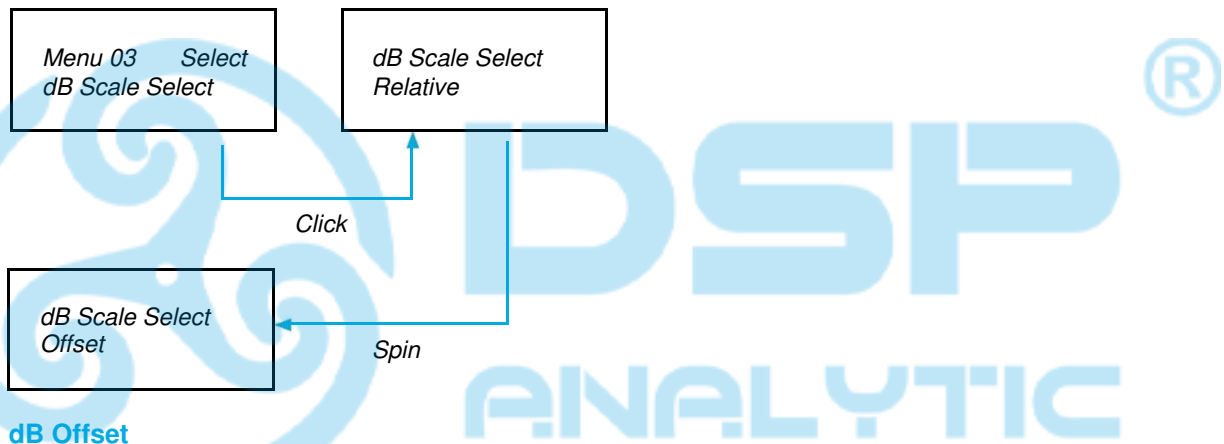 Menu 03 Select
dB Scale Select
dB Scale Select
Relative
Click
dB Scale Select
Offset
Spin
dB Offset
DSP
ANALYTIC
®